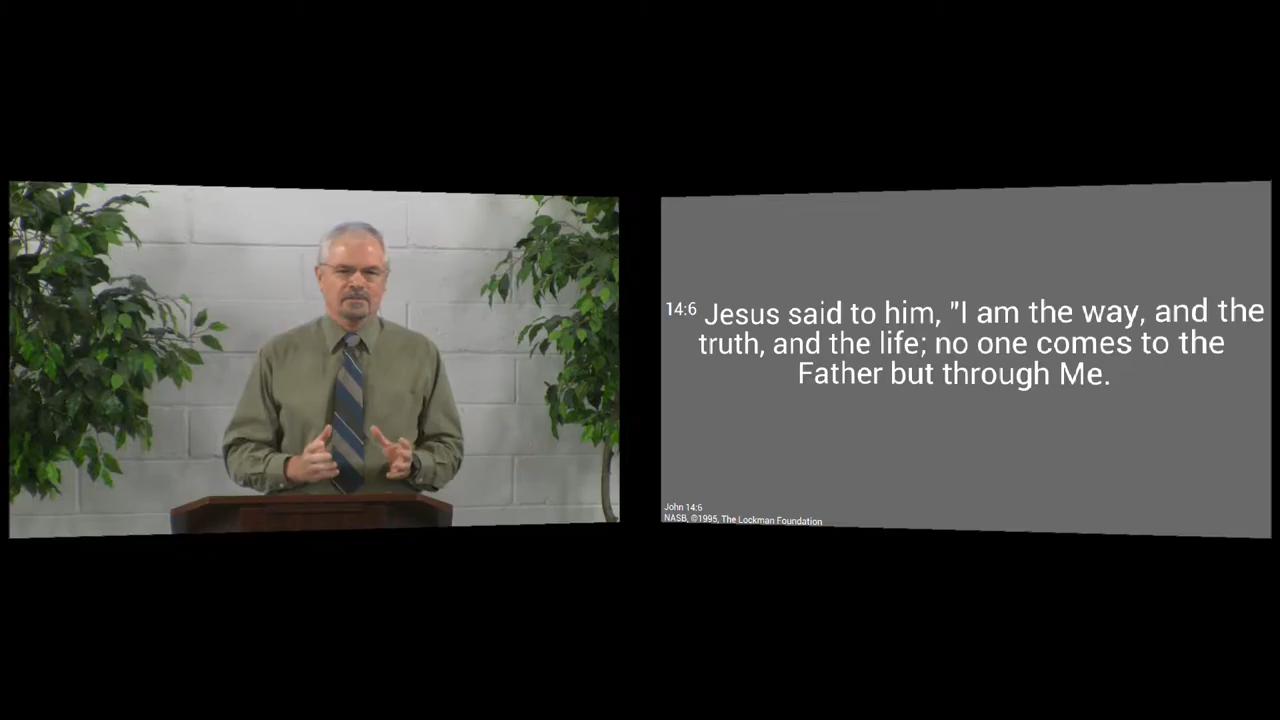 14:6 Jesus said to him, "I am the way, and the
truth, and the life; no one comes to the
Father but through Me.
John 14:6
NASB, ©1995, The Lockman Foundation